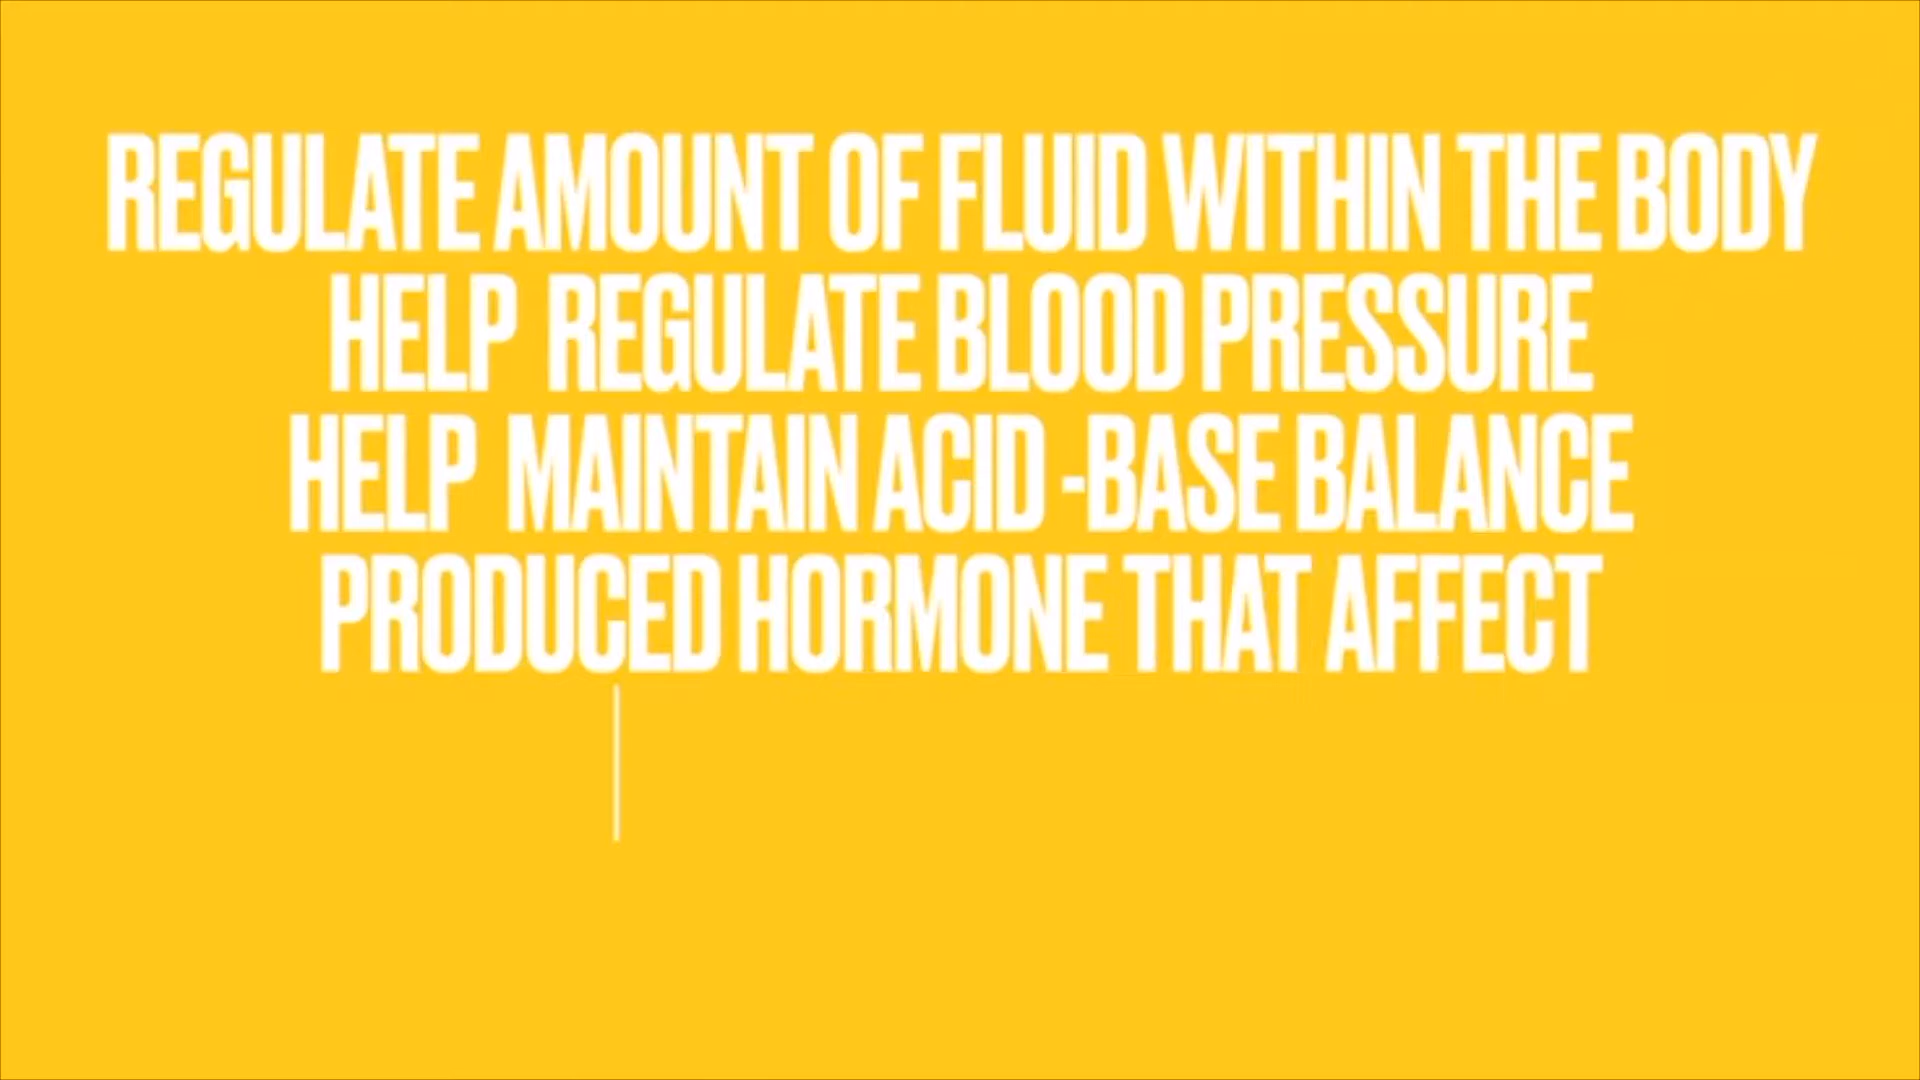 REGULATE AMOUNT OF FLUID WITHIN THE BODY
HELP REGULATE BLOOD PRESSURE
HELP MAINTAIN ACID -BASE BALANCE
PRODUCED HORMONE THAT AFFECT